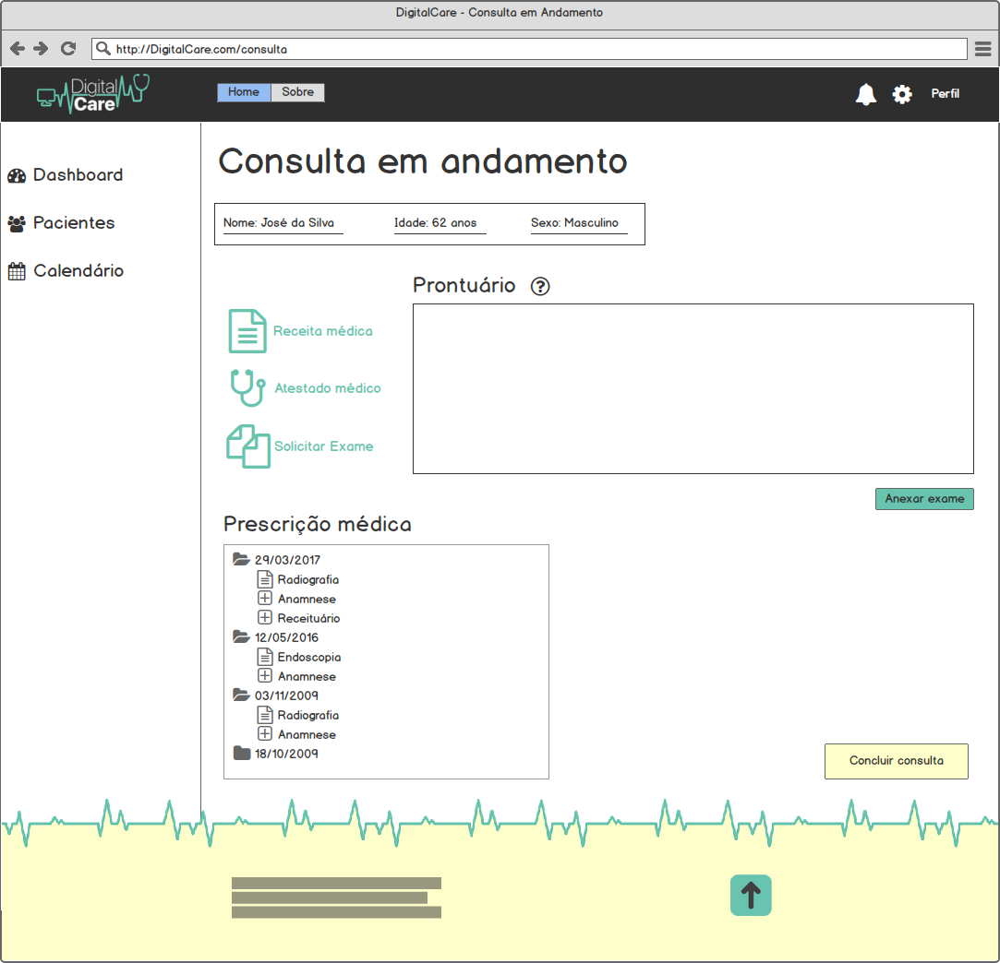 DigitalCare - Consulta em Andamento
http://DigitalCare.com/consulta
Digital
Care
Home Sobre
Perfil
Dashboard
Pacientes
Calendário
Consulta em andamento
Nome: José da Silva Idade: 62 anos Sexo: Masculino
Prontuário ?
Receita médica
Atestado médico
Solicitar Exame
Anexar exame
Prescrição médica
29/03/2017
Radiografia
Anamnese
Receituário
12/05/2016
Endoscopia
Anamnese
03/11/2009
Radiografia
Anamnese
18/10/2009
Concluir consulta